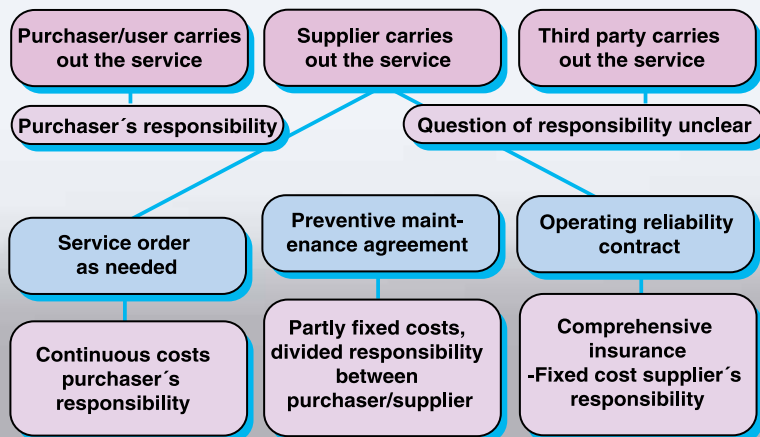 Purchaser/user carries
out the service
Supplier carries
out the service
Third party carries
out the service
Purchaser´s responsibility
Question of responsibility unclear
Service order
as needed
Preventive maint-
enance agreement
Operating reliability
contract
Continuous costs
purchaser´s
responsibility
Partly fixed costs,
divided responsibility
between
purchaser/supplier
Comprehensive
insurance
-Fixed cost supplier´s
responsibility